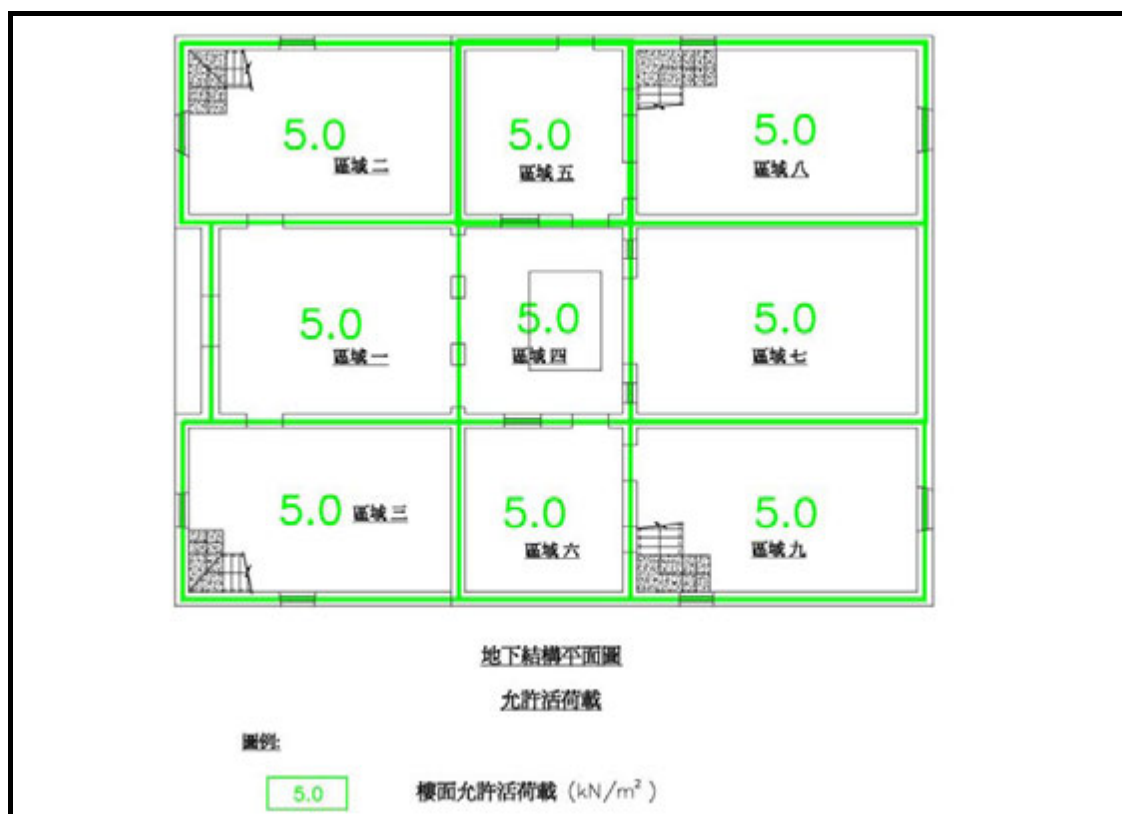 5.0
區域二
5.0
區域五
5.0
區域八
5.0
區域一
5.0
區域四
5.0
區域七
5.0 區域三
5.0
區域六
5.0
區域九
地下結構平面圖
允許活荷載
圖例:
5.0 樓面允許活荷載 (kN/m²)